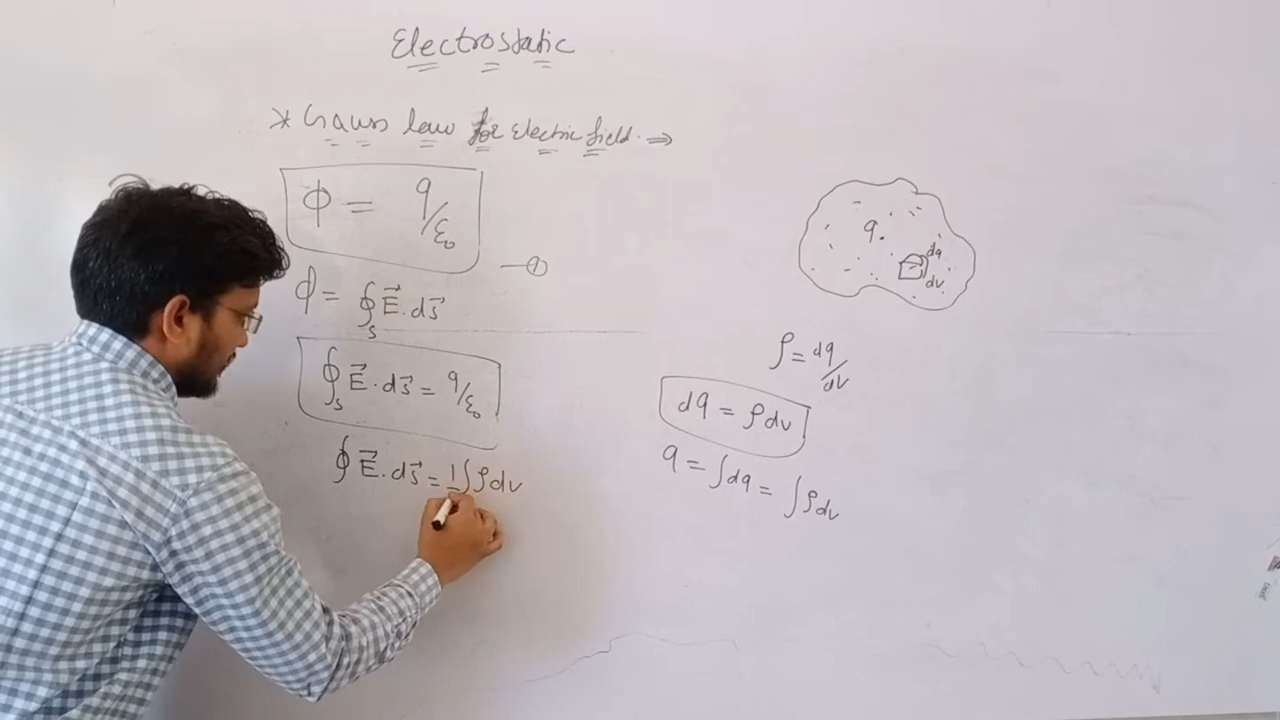 Electrostatic
* Gauss law for electric field. ⇒
ϕ = q/ε₀
—①
ϕ = ∮ₛ E⃗.ds⃗
∮ₛ E⃗.ds⃗ = q/ε₀
∮ E⃗.ds⃗ = 1 ∫ρdv
q.
dq
dv
ρ = dq/dv
dq = ρdv
q = ∫dq = ∫ρdv